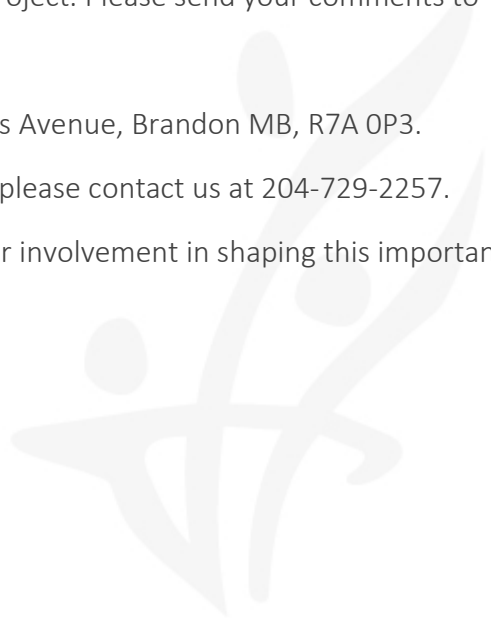 oject. Please send your comments to
s Avenue, Brandon MB, R7A 0P3.
please contact us at 204-729-2257.
r involvement in shaping this importan